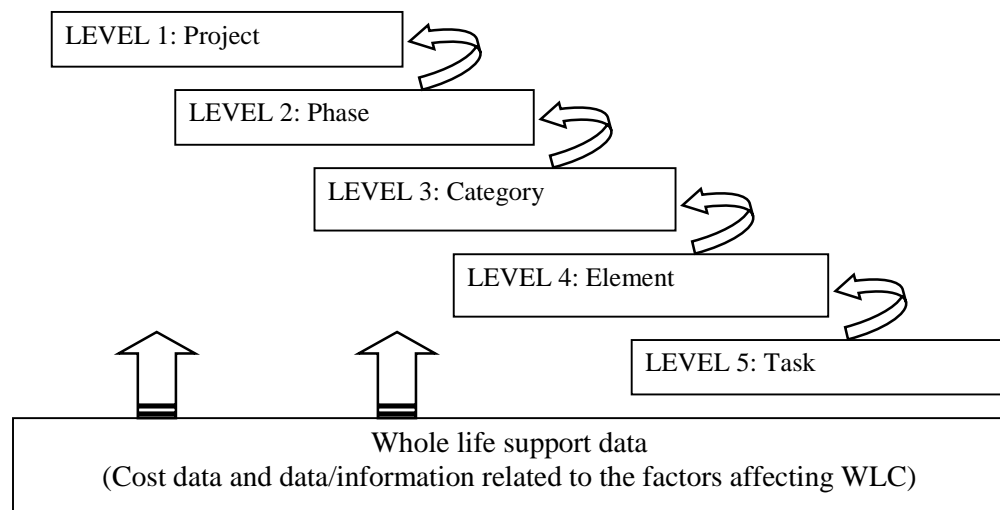 LEVEL 1: Project
LEVEL 2: Phase
LEVEL 3: Category
LEVEL 4: Element
LEVEL 5: Task
Whole life support data
(Cost data and data/information related to the factors affecting WLC)